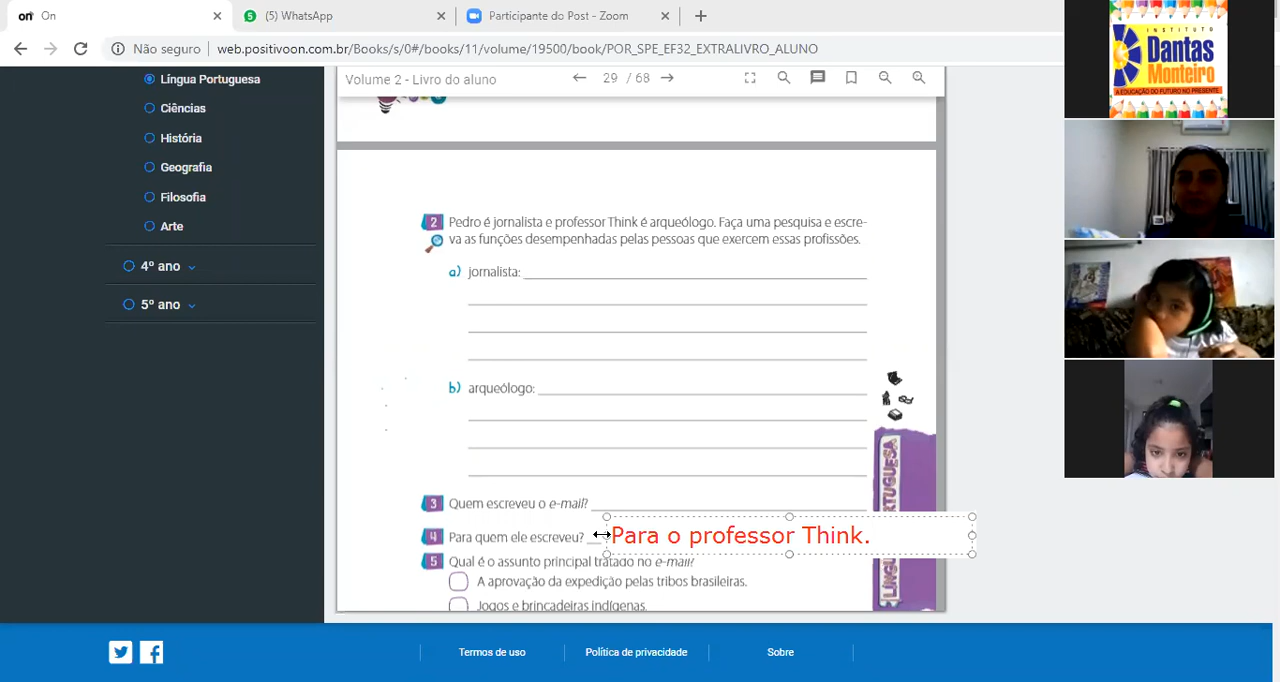 on On
(5) WhatsApp
Participante do Post - Zoom
Não seguro
web.positivoon.com.br/Books/s/0#/books/11/volume/19500/book/POR_SPE_EF32_EXTRALIVRO_ALUNO
Língua Portuguesa
Ciências
História
Geografia
Filosofia
Arte
4º ano
5º ano
Volume 2 - Livro do aluno
29 / 68
2 Pedro é jornalista e professor Think é arqueólogo. Faça uma pesquisa e escre-
va as funções desempenhadas pelas pessoas que exercem essas profissões.
a) jornalista:
b) arqueólogo:
3 Quem escreveu o e-mail?
4 Para quem ele escreveu?
Para o professor Think.
5 Qual é o assunto principal tratado no e-mail?
A aprovação da expedição pelas tribos brasileiras.
Jogos e brincadeiras indígenas.
INSTITUTO
Dantas
Monteiro
A EDUCAÇÃO DO FUTURO NO PRESENTE
Termos de uso
Política de privacidade
Sobre